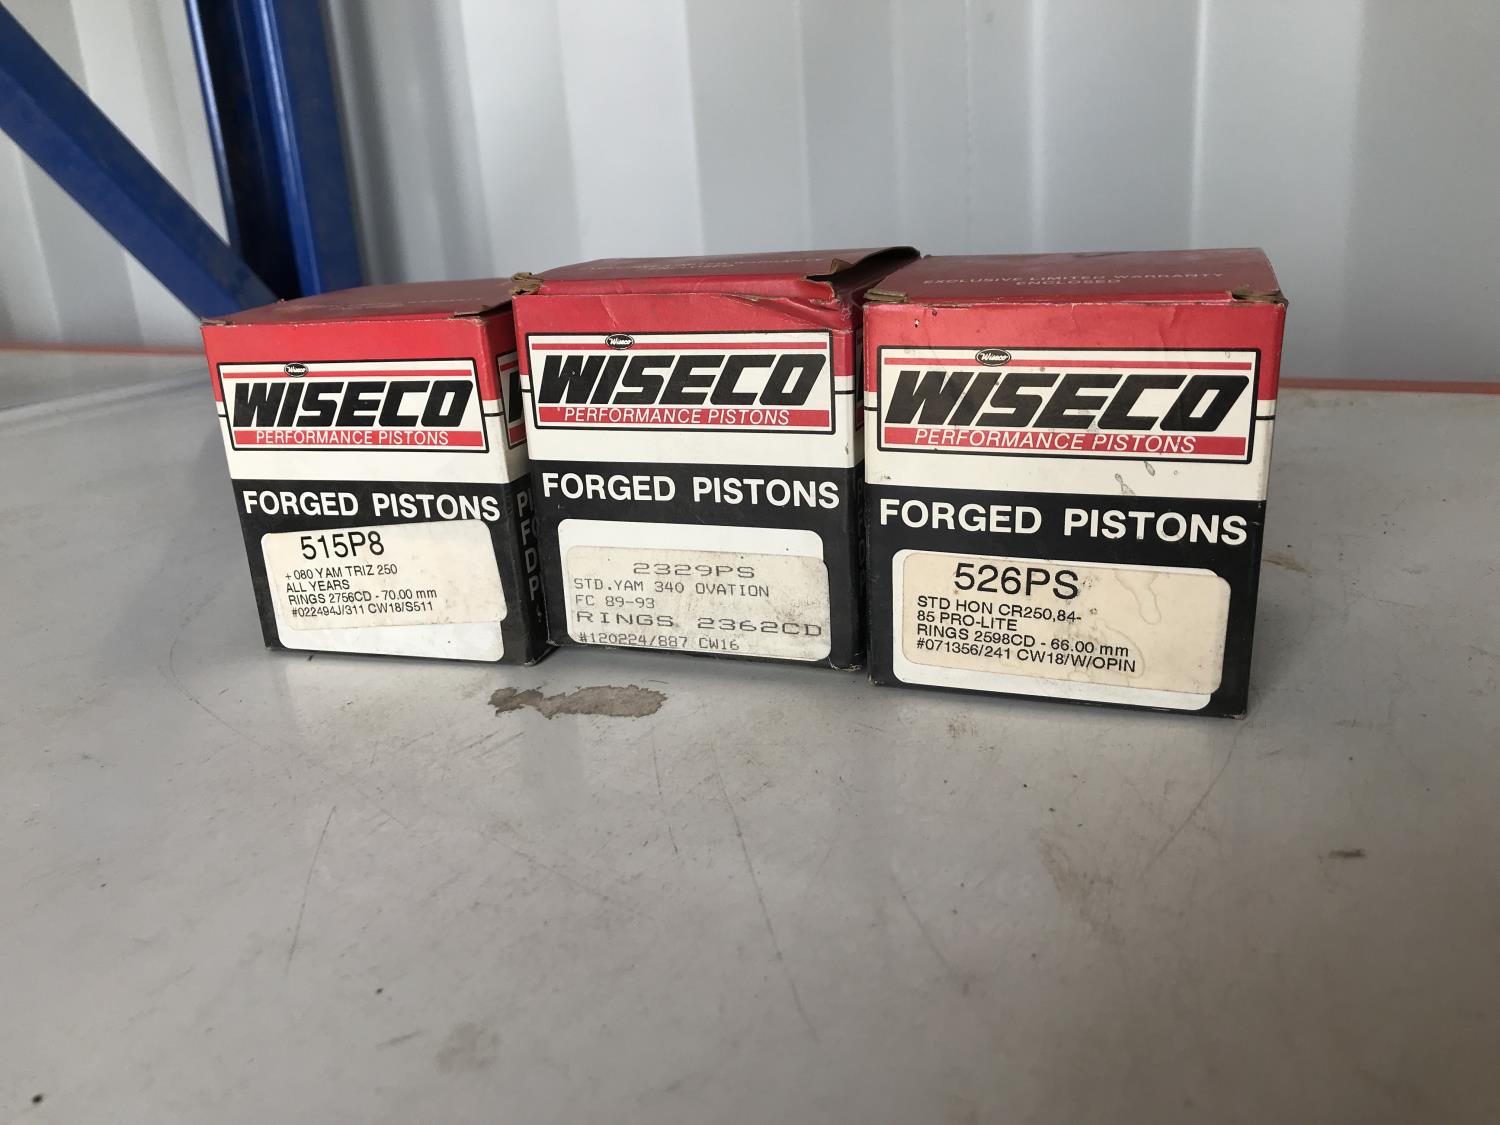 Wiseco
WISECO
PERFORMANCE PISTONS
FORGED PISTONS
515P8
+080 YAM TRIZ 250
ALL YEARS
RINGS 2756CD - 70.00 mm
#022494J/311 CW18/S511
Wiseco
WISECO
PERFORMANCE PISTONS
FORGED PISTONS
2329PS
STD.YAM 340 OVATION
FC 89-93
RINGS 2362CD
#120224/887 CW16
EXCLUSIVE LIMITED WARRANTY
ENCLOSED
Wiseco
WISECO
PERFORMANCE PISTONS
FORGED PISTONS
526PS
STD HON CR250,84-
85 PRO-LITE
RINGS 2598CD - 66.00 mm
#071356/241 CW18/W/OPIN